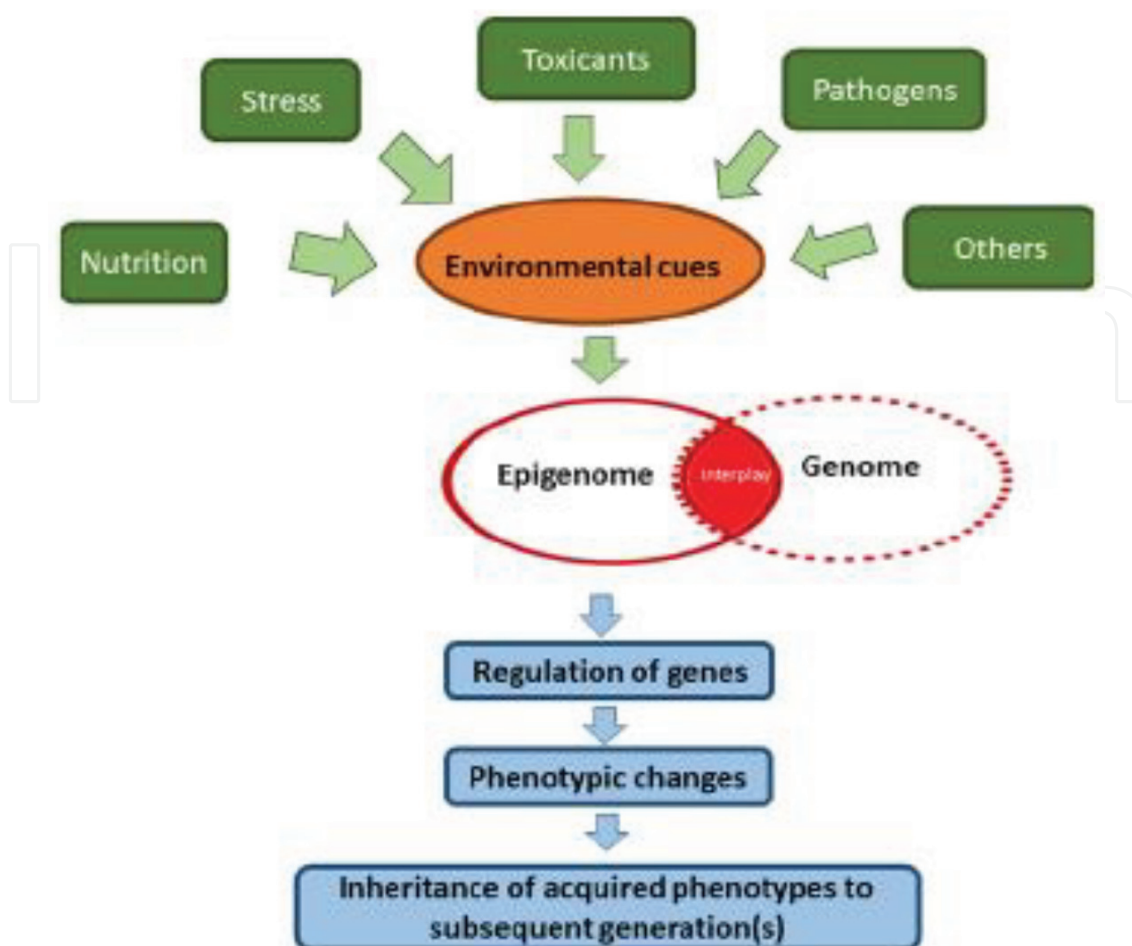 Toxicants
Stress
Pathogens
Nutrition
Environmental cues
Others
Epigenome
interplay
Genome
Regulation of genes
Phenotypic changes
Inheritance of acquired phenotypes to
subsequent generation(s)